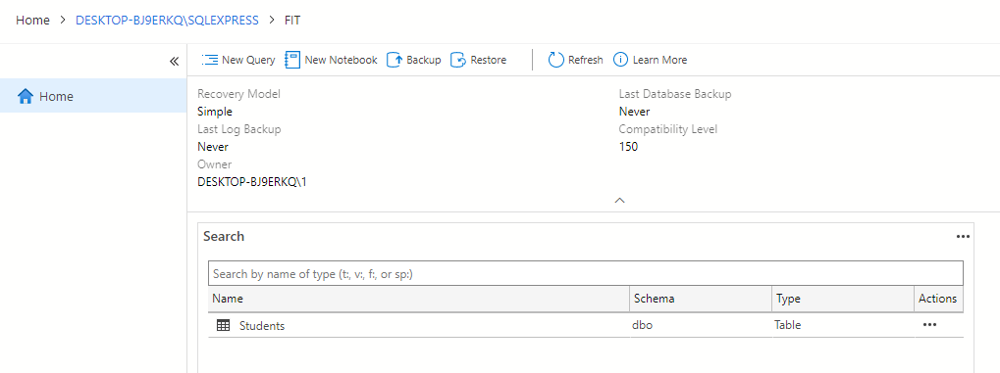 Home > DESKTOP-BJ9ERKQ\SQLEXPRESS > FIT
New Query New Notebook Backup Restore Refresh Learn More
Home
Recovery Model Last Database Backup
Simple Never
Last Log Backup Compatibility Level
Never 150
Owner
DESKTOP-BJ9ERKQ\1
Search
Search by name of type (t:, v:, f:, or sp:)
Name Schema Type Actions
Students dbo Table